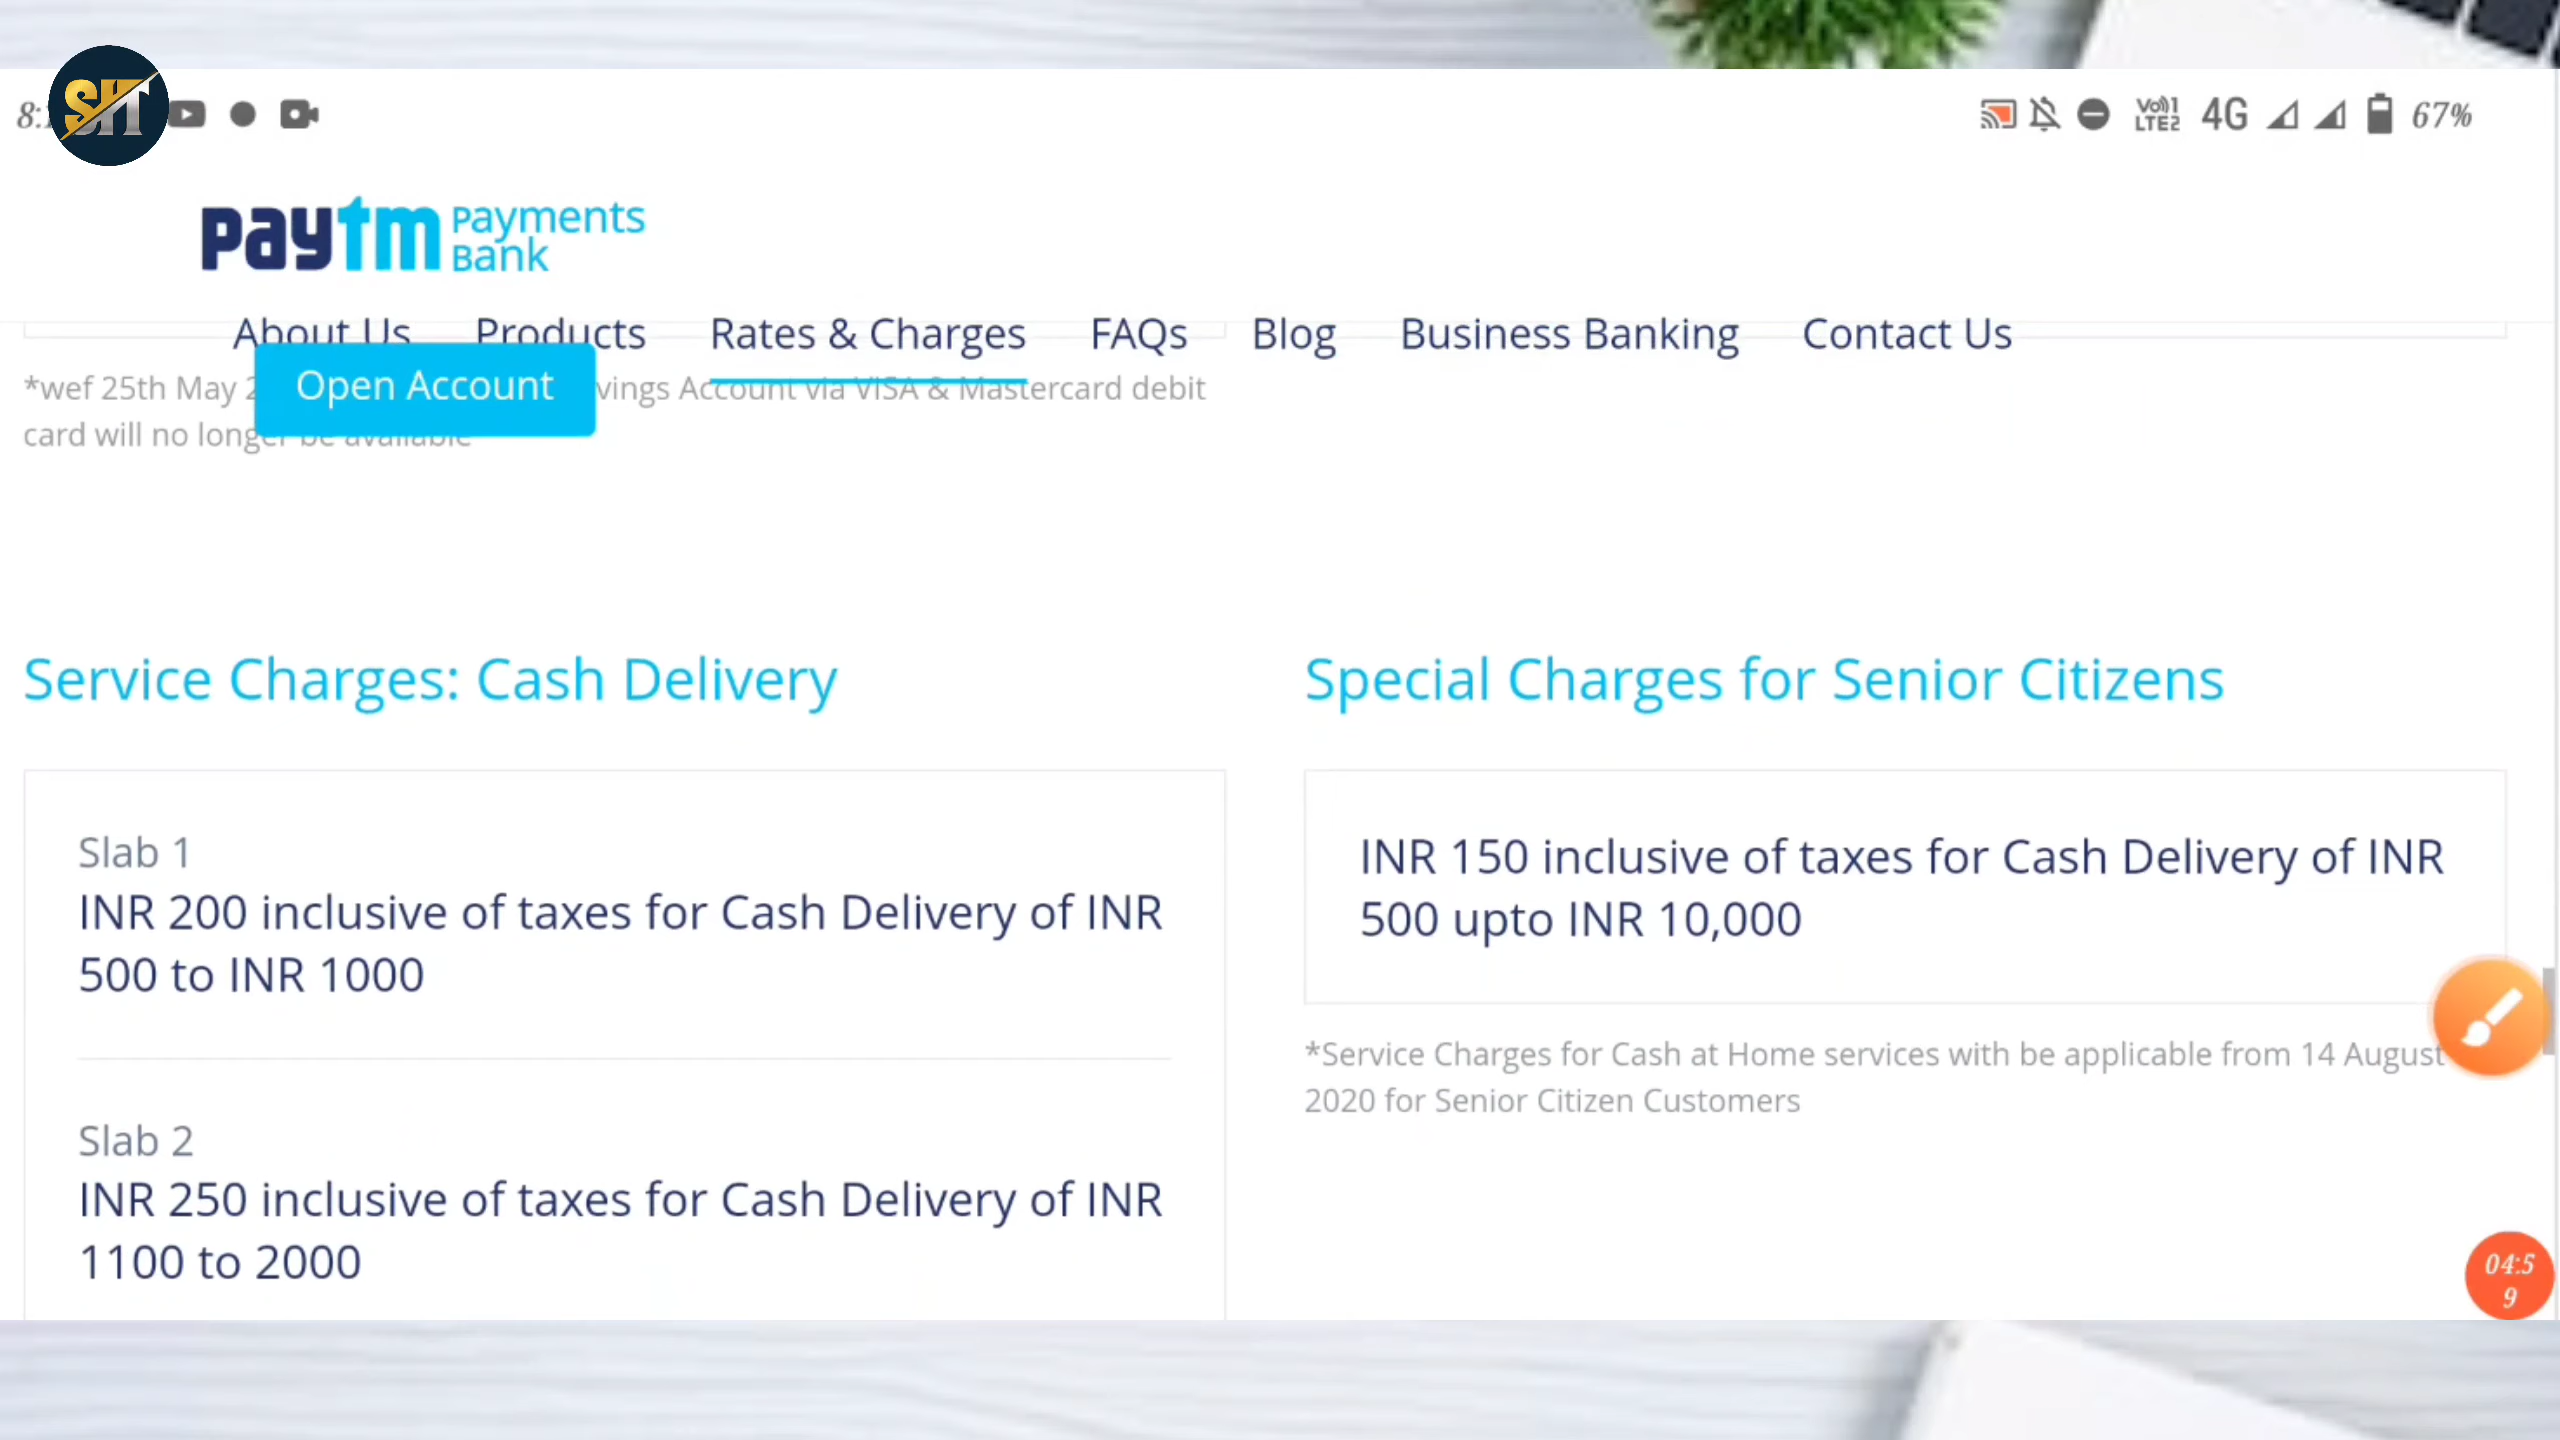 SHT
4G
67%
paytm Payments
Bank
About Us Products Rates & Charges FAQs Blog Business Banking Contact Us
Open Account
*wef 25th May vings Account via VISA & Mastercard debit
card will no longer be available
Service Charges: Cash Delivery
Slab 1
INR 200 inclusive of taxes for Cash Delivery of INR
500 to INR 1000
Slab 2
INR 250 inclusive of taxes for Cash Delivery of INR
1100 to 2000
Special Charges for Senior Citizens
INR 150 inclusive of taxes for Cash Delivery of INR
500 upto INR 10,000
*Service Charges for Cash at Home services with be applicable from 14 August
2020 for Senior Citizen Customers
04:5
9